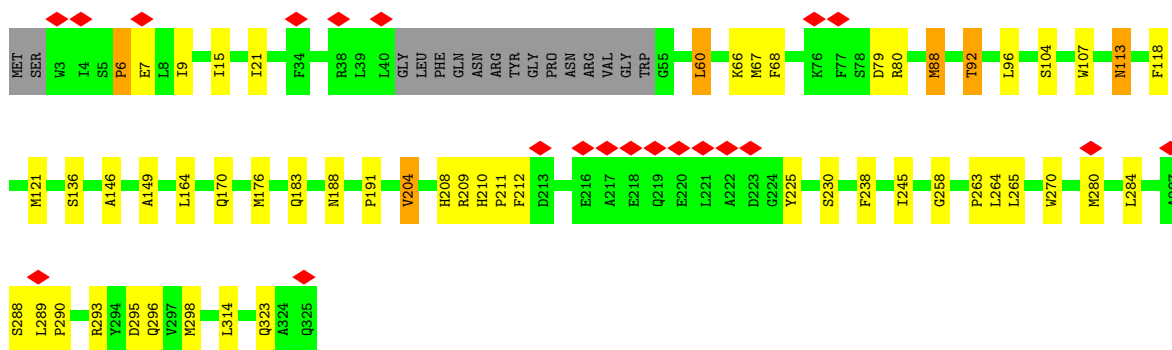 MET SER W3 I4 S5 P6 E7 L8 I9 I15 I21 F34 R38 L39 L40 GLY LEU PHE GLN ASN ARG TYR GLY PRO ASN ARG VAL GLY TRP G55 L60 K66 M67 F68 K76 F77 S78 D79 R80 M88 T92 L96 S104 W107 N113 F118
M121 S136 A146 A149 L164 Q170 M176 Q183 N188 P191 V204 H208 R209 H210 P211 F212 D213 E216 A217 E218 Q219 E220 L221 A222 D223 G224 Y225 S230 F238 I245 G258 P263 L264 L265 W270 M280 L284
S288 L289 P290 R293 Y294 D295 Q296 V297 M298 L314 Q323 A324 Q325